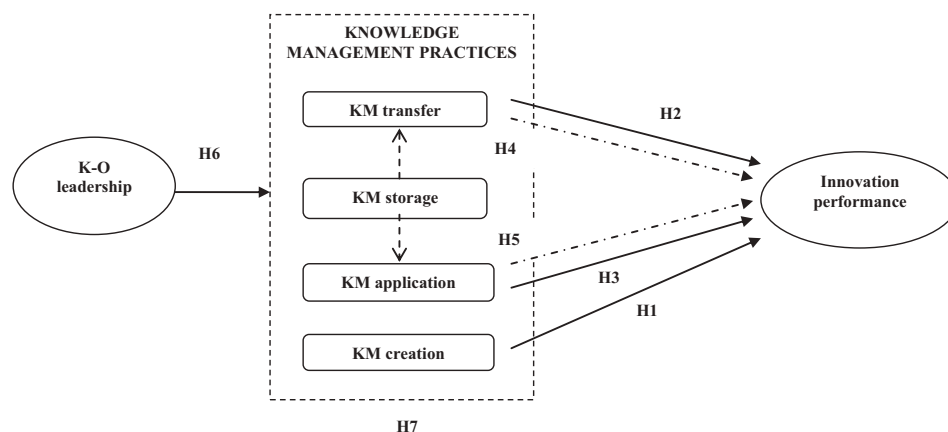 KNOWLEDGE
MANAGEMENT PRACTICES
KM transfer
H2
H4
H6
K-O
leadership
KM storage
Innovation
performance
H5
KM application
H3
H1
KM creation
H7